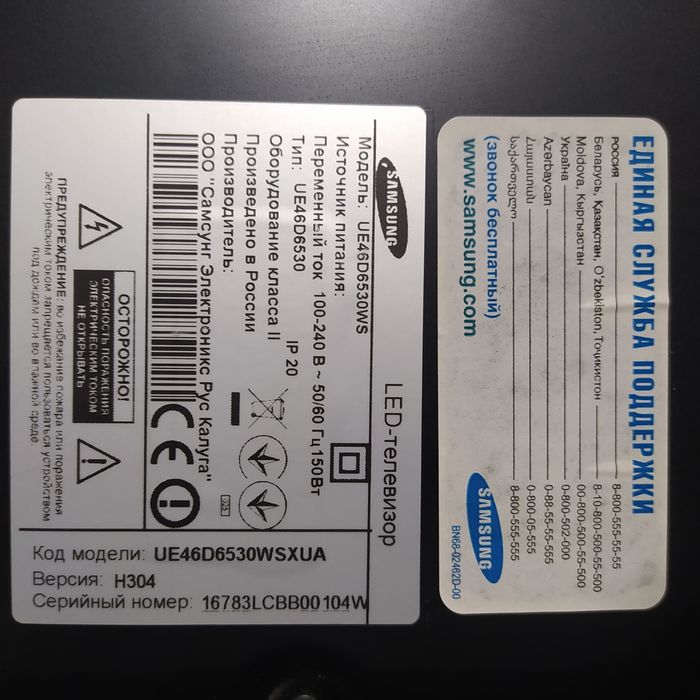 SAMSUNG
LED-телевизор
Модель: UE46D6530WS
Источник питания:
Переменный ток 100-240 В ~ 50/60 Гц 150Вт
Тип: UE46D6530
IP 20
Оборудование класса II
Произведено в России
Производитель:
ООО "Самсунг Электроникс Рус Калуга"
ОСТОРОЖНО!
ОПАСНОСТЬ ПОРАЖЕНИЯ
ЭЛЕКТРИЧЕСКИМ ТОКОМ
НЕ ОТКРЫВАТЬ
ПРЕДУПРЕЖДЕНИЕ: во избежание пожара или поражения
электрическим током запрещается пользоваться устройством
под дождём или во влажной среде
Код модели: UE46D6530WSXUA
Версия: H304
Серийный номер: 16783LCBB00104W
ЕДИНАЯ СЛУЖБА ПОДДЕРЖКИ
РОССИЯ 8-800-555-55-55
Беларусь, Қазақстан, O'zbekiston, Тоҷикистон 8-10-800-500-55-500
Moldova, Кыргызстан 00-800-500-55-500
Україна 0-800-502-000
Azərbaycan 0-88-55-55-555
Հայաստան 0-800-05-555
საქართველო 8-800-555-555
(звонок бесплатный)
www.samsung.com
SAMSUNG
BN68-02462D-00